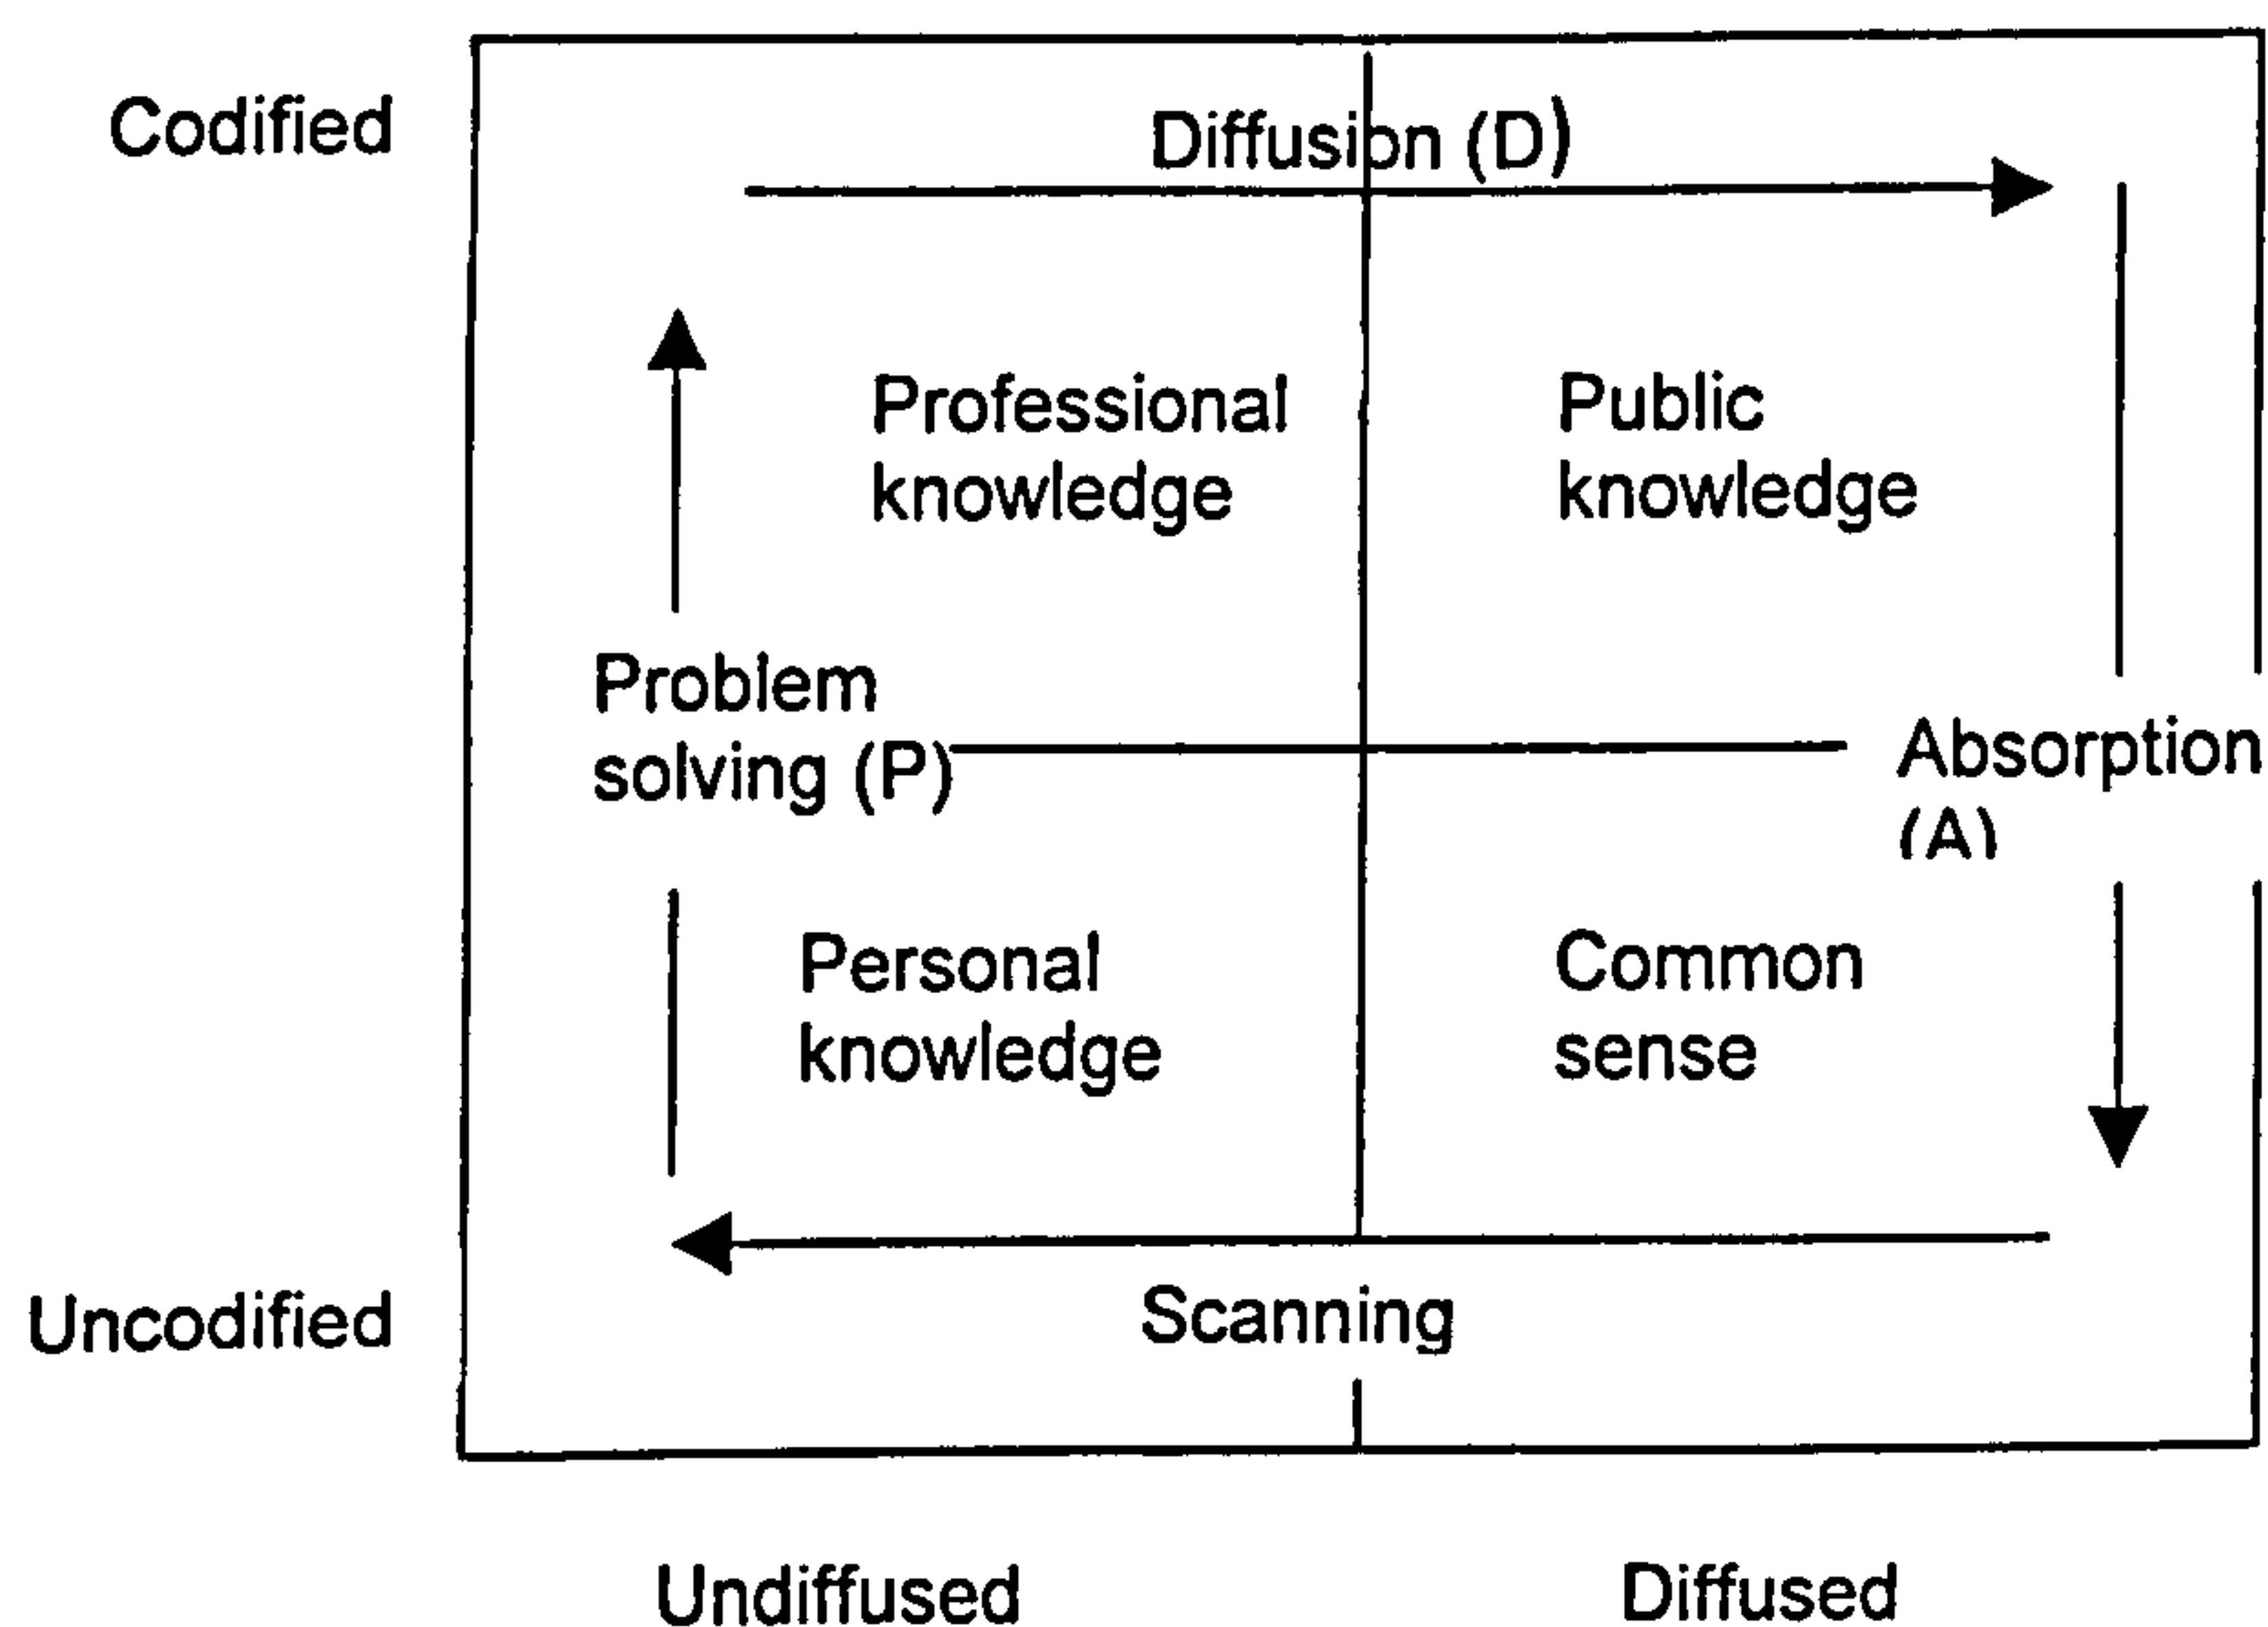 Codified
Diffusion (D)
Professional
knowledge
Public
knowledge
Problem
solving (P)
Absorption
(A)
Personal
knowledge
Common
sense
Uncodified
Scanning
Undiffused
Diffused